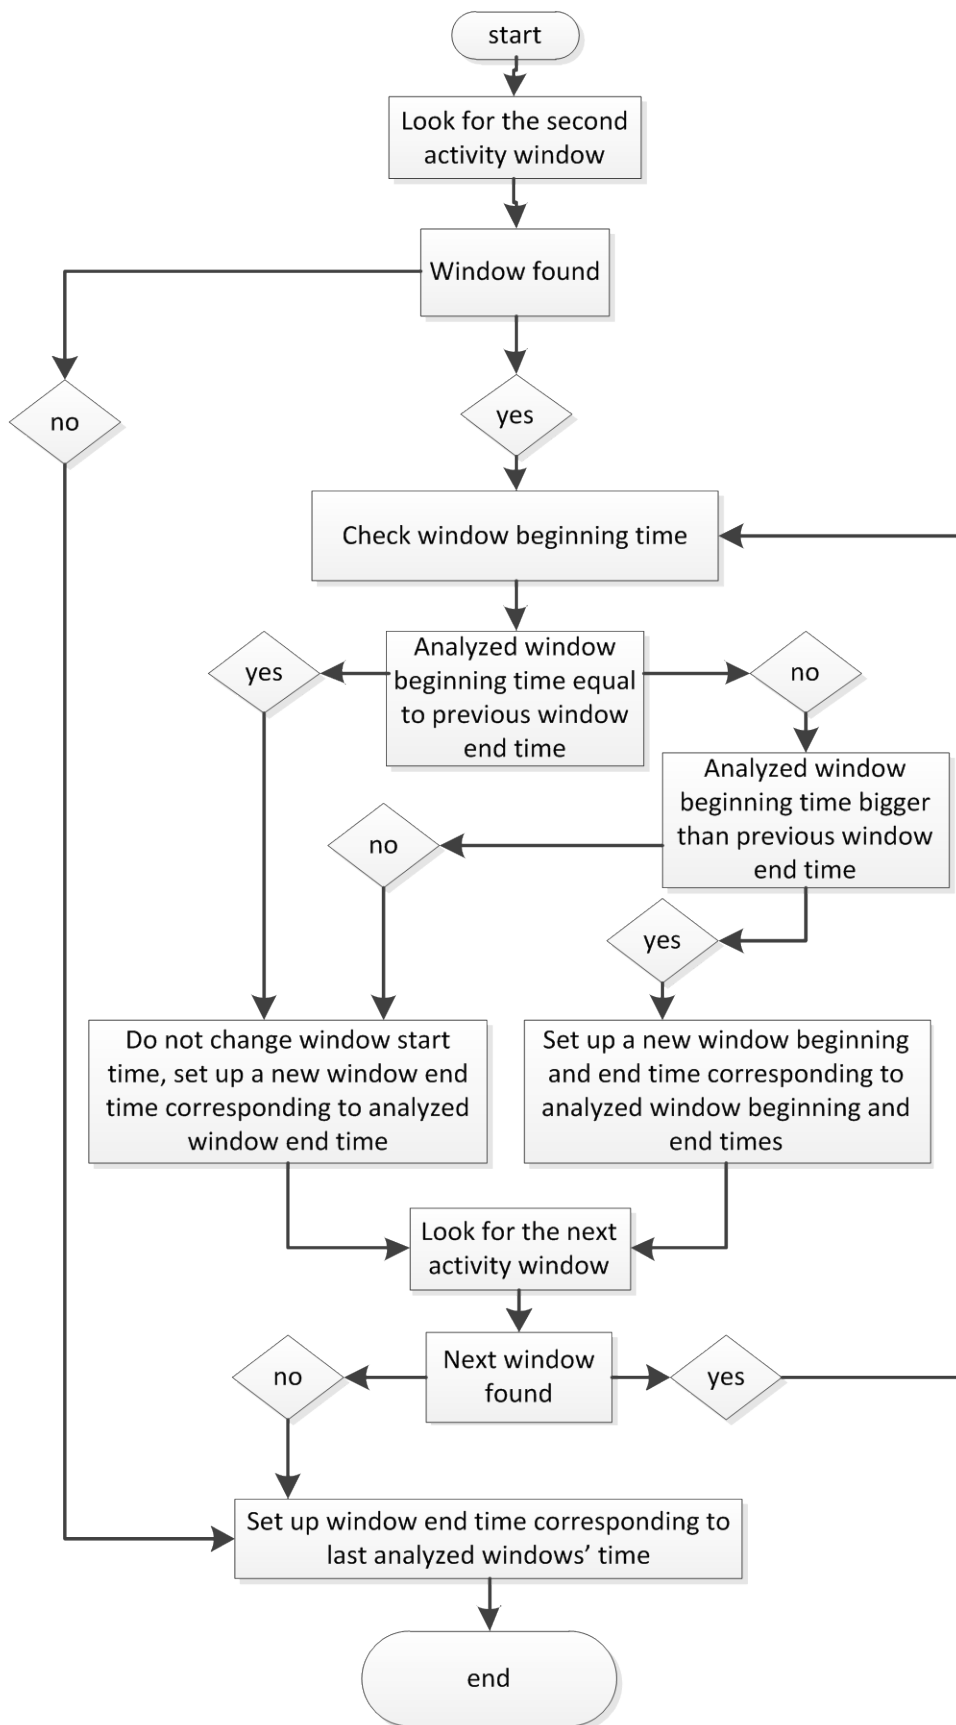 start
Look for the second
activity window
Window found
no
yes
Check window beginning time
yes
Analyzed window
beginning time equal
to previous window
end time
no
Analyzed window
beginning time bigger
than previous window
end time
no
yes
Do not change window start
time, set up a new window end
time corresponding to analyzed
window end time
Set up a new window beginning
and end time corresponding to
analyzed window beginning and
end times
Look for the next
activity window
no
Next window
found
yes
Set up window end time corresponding to
last analyzed windows’ time
end